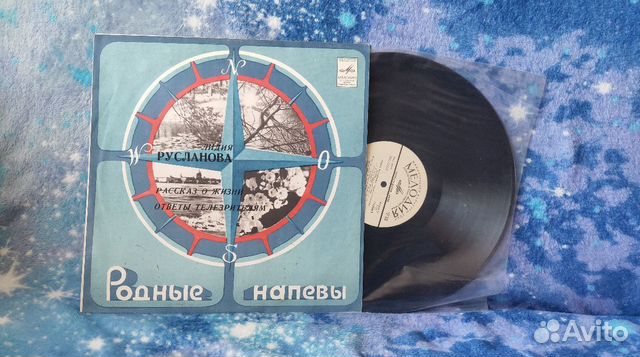 N
ЛИДИЯ
РУСЛАНОВА
W
O
РАССКАЗ О ЖИЗНИ
ОТВЕТЫ ТЕЛЕЗРИТЕЛЯМ
S
Родные напевы
МЕЛОДИЯ
Avito